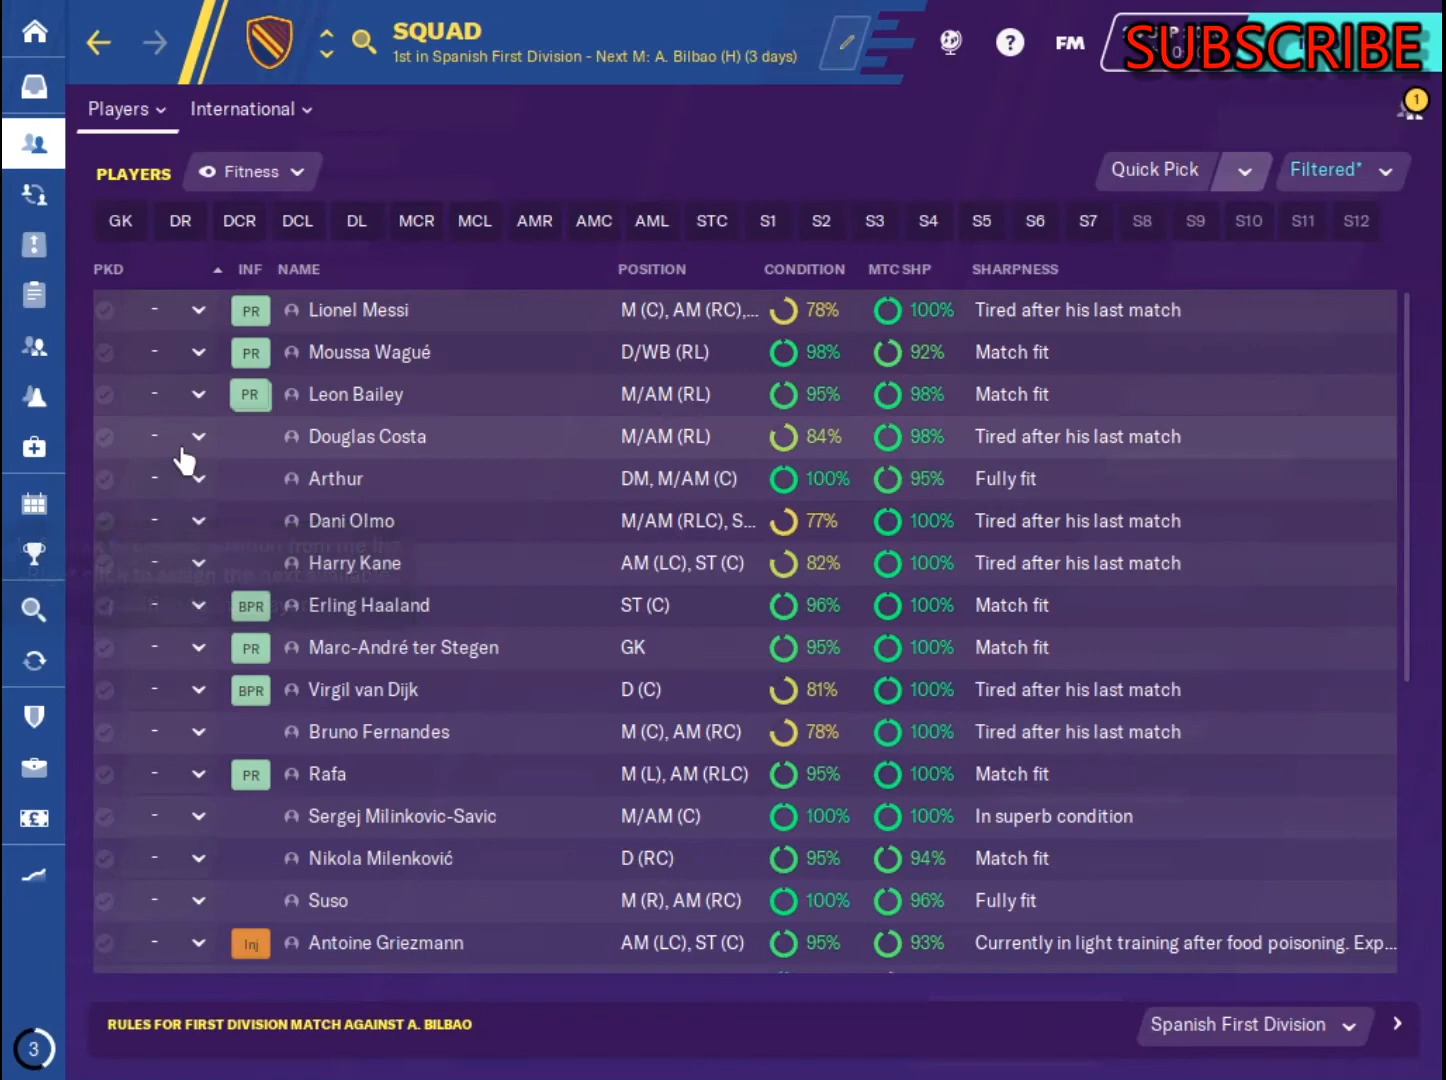 SQUAD
1st in Spanish First Division - Next M: A. Bilbao (H) (3 days)
? FM SUBSCRIBE
Players International 1
PLAYERS Fitness Quick Pick Filtered*
GK DR DCR DCL DL MCR MCL AMR AMC AML STC S1 S2 S3 S4 S5 S6 S7 S8 S9 S10 S11 S12
PKD INF NAME POSITION CONDITION MTC SHP SHARPNESS
- PR Lionel Messi M (C), AM (RC),... 78% 100% Tired after his last match
- PR Moussa Wagué D/WB (RL) 98% 92% Match fit
- PR Leon Bailey M/AM (RL) 95% 98% Match fit
- Douglas Costa M/AM (RL) 84% 98% Tired after his last match
- Arthur DM, M/AM (C) 100% 95% Fully fit
- Dani Olmo M/AM (RLC), S... 77% 100% Tired after his last match
- Harry Kane AM (LC), ST (C) 82% 100% Tired after his last match
- BPR Erling Haaland ST (C) 96% 100% Match fit
- PR Marc-André ter Stegen GK 95% 100% Match fit
- BPR Virgil van Dijk D (C) 81% 100% Tired after his last match
- Bruno Fernandes M (C), AM (RC) 78% 100% Tired after his last match
- PR Rafa M (L), AM (RLC) 95% 100% Match fit
- Sergej Milinkovic-Savic M/AM (C) 100% 100% In superb condition
- Nikola Milenković D (RC) 95% 94% Match fit
- Suso M (R), AM (RC) 100% 96% Fully fit
- Inj Antoine Griezmann AM (LC), ST (C) 95% 93% Currently in light training after food poisoning. Exp...
RULES FOR FIRST DIVISION MATCH AGAINST A. BILBAO Spanish First Division
3